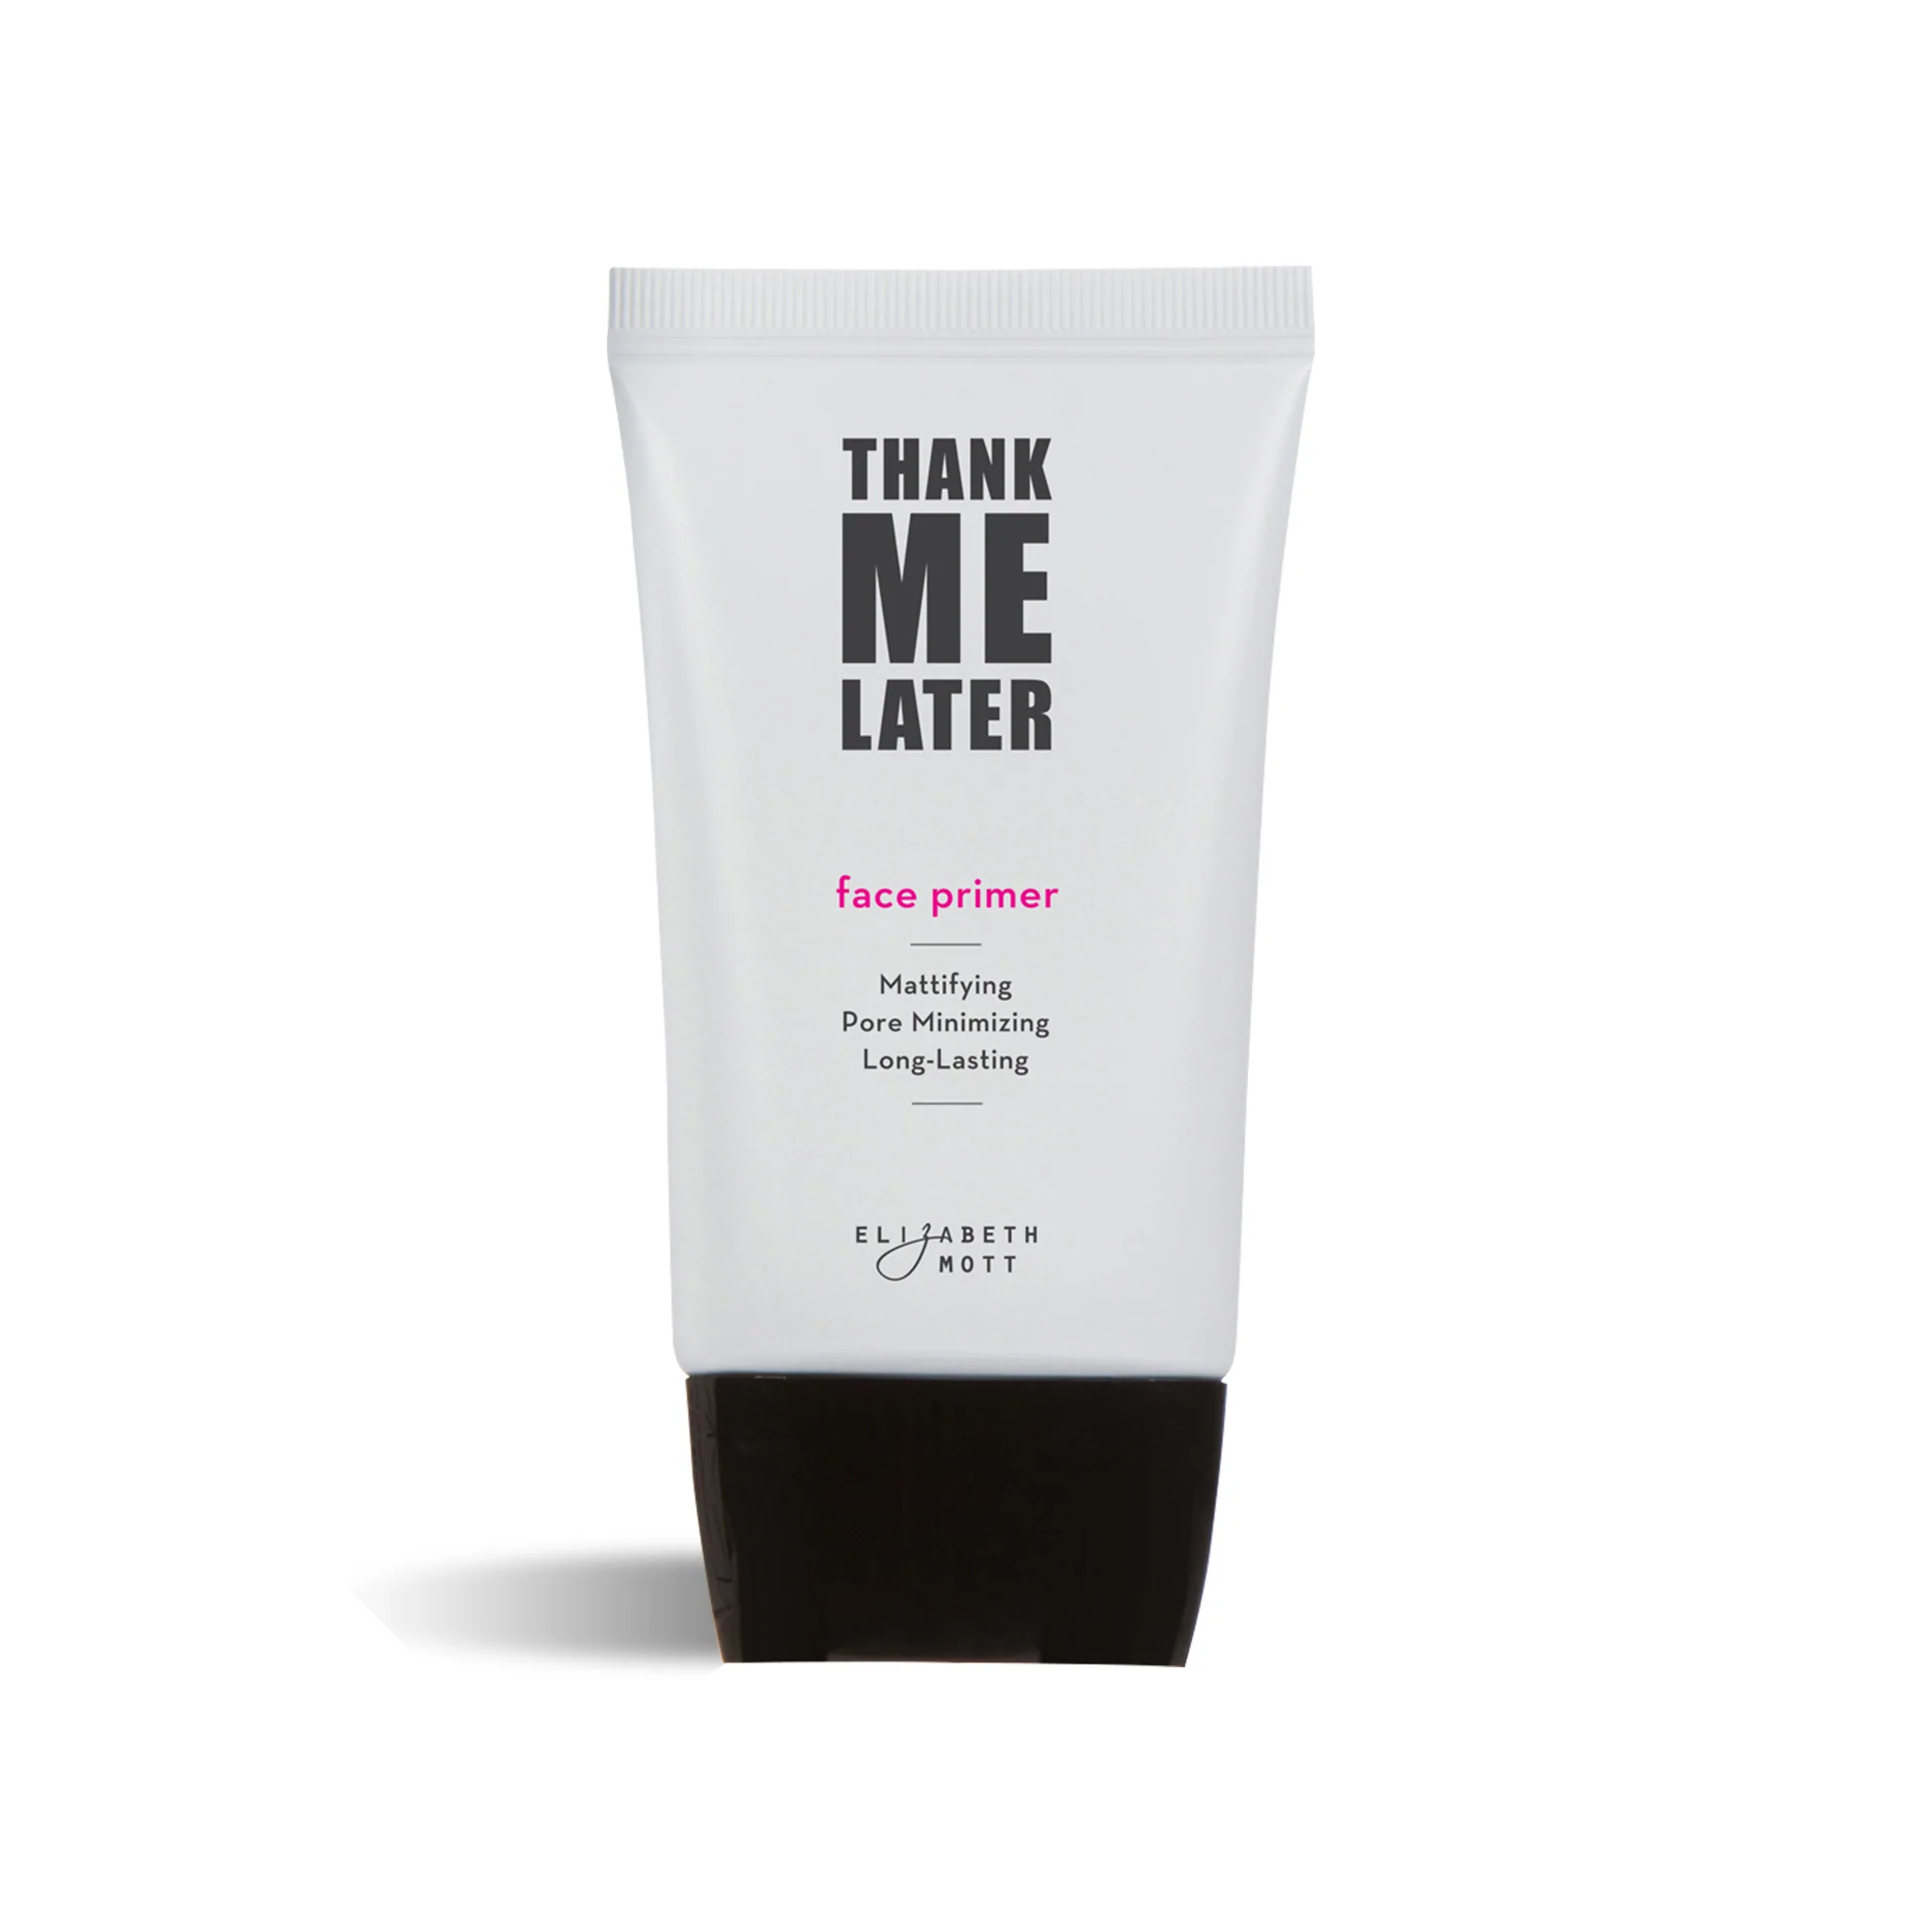 THANK
ME
LATER
face primer
Mattifying
Pore Minimizing
Long-Lasting
ELIZABETH
MOTT